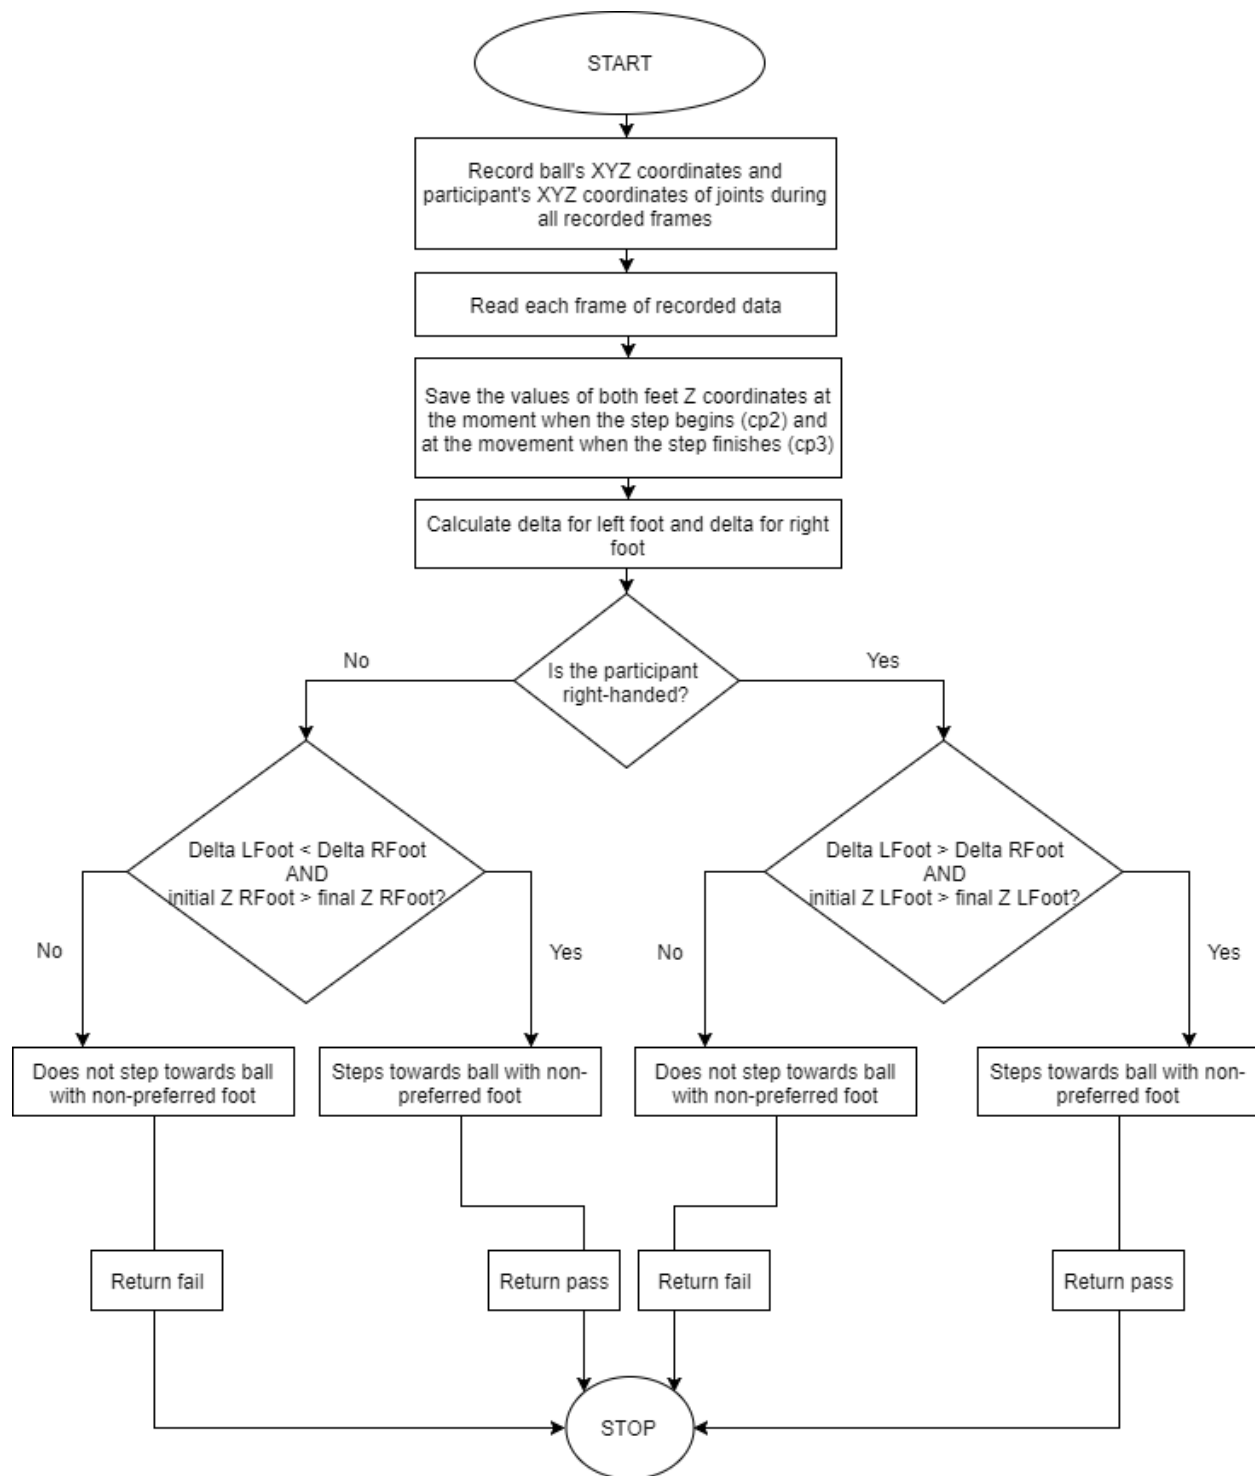 START
Record ball's XYZ coordinates and
participant's XYZ coordinates of joints during
all recorded frames
Read each frame of recorded data
Save the values of both feet Z coordinates at
the moment when the step begins (cp2) and
at the movement when the step finishes (cp3)
Calculate delta for left foot and delta for right
foot
Is the participant
right-handed?
No
Yes
Delta LFoot < Delta RFoot
AND
initial Z RFoot > final Z RFoot?
Delta LFoot > Delta RFoot
AND
initial Z LFoot > final Z LFoot?
No
Yes
No
Yes
Does not step towards ball
with non-preferred foot
Steps towards ball with non-
preferred foot
Does not step towards ball
with non-preferred foot
Steps towards ball with non-
preferred foot
Return fail
Return pass
Return fail
Return pass
STOP